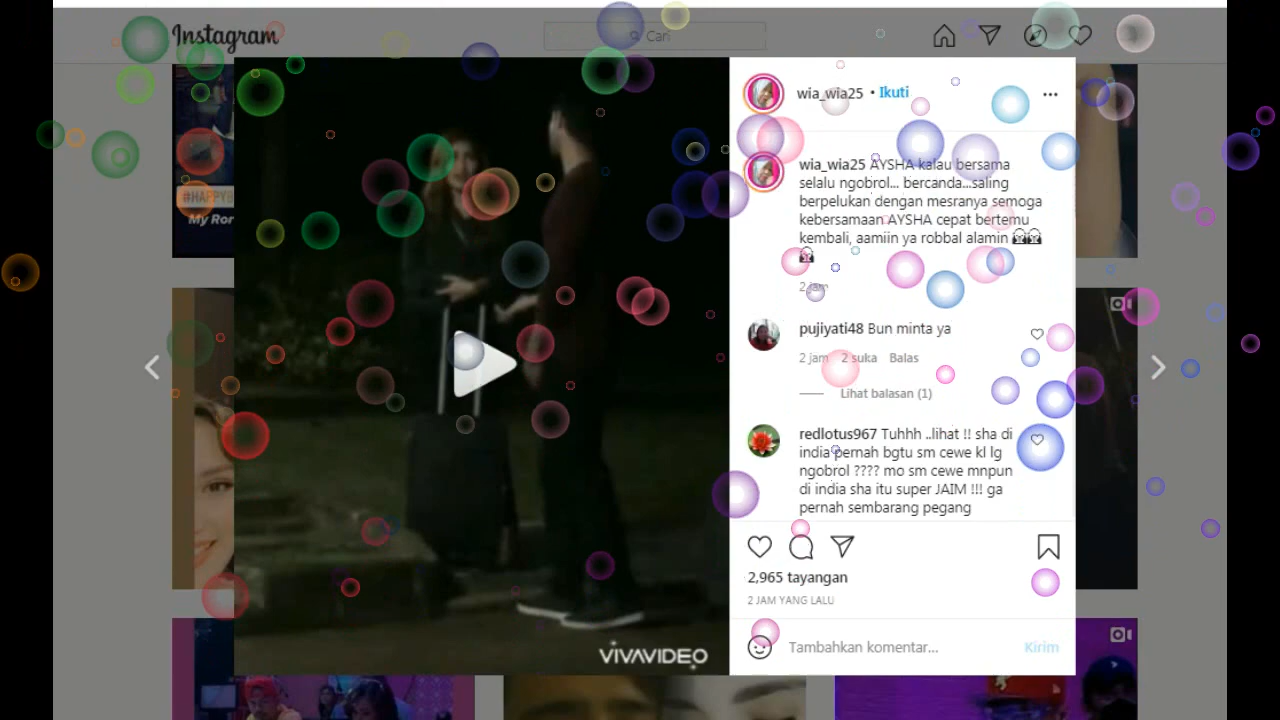 Instagram
Cari
#HAPPYB
My Ror
wia_wia25 • Ikuti
wia_wia25 AYSHA kalau bersama
selalu ngobrol... bercanda...saling
berpelukan dengan mesranya semoga
kebersamaan AYSHA cepat bertemu
kembali, aamiin ya robbal alamin
2 jam
pujiyati48 Bun minta ya
2 jam 2 suka Balas
Lihat balasan (1)
redlotus967 Tuhhh ..lihat !! sha di
india pernah bgtu sm cewe kl lg
ngobrol ???? mo sm cewe mnpun
di india sha itu super JAIM !!! ga
pernah sembarang pegang
2,965 tayangan
2 JAM YANG LALU
Tambahkan komentar... Kirim
VIVAVIDEO